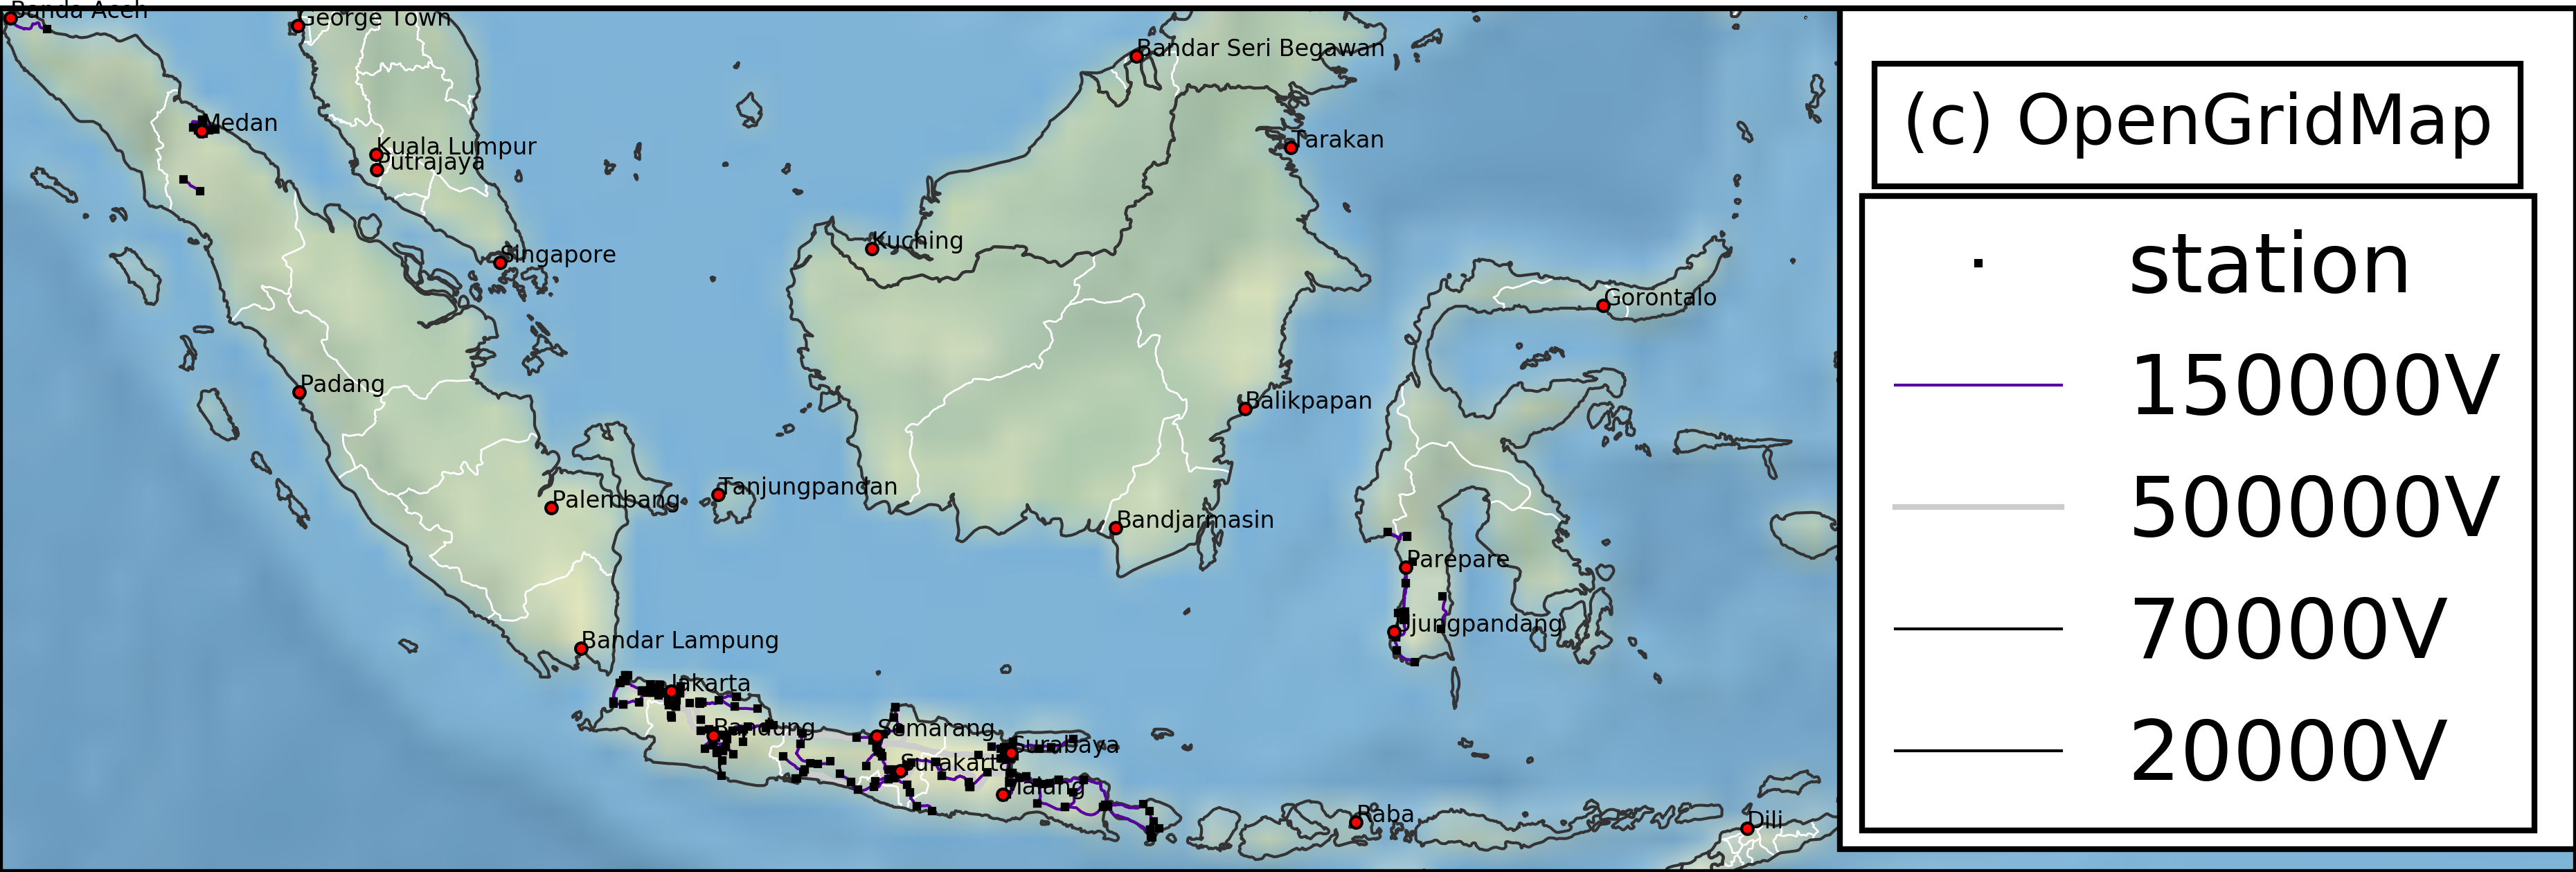 Banda Aceh
George Town
Bandar Seri Begawan
Medan
Kuala Lumpur
Putrajaya
Tarakan
Kuching
Singapore
Gorontalo
Padang
Balikpapan
Palembang
Tanjungpandan
Bandjarmasin
Parepare
Ujungpandang
Bandar Lampung
Jakarta
Bandung
Semarang
Surabaya
Surakarta
Malang
Raba
Dili
(c) OpenGridMap
station
150000V
500000V
70000V
20000V